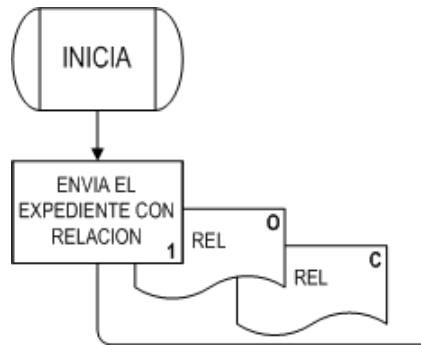 INICIA
ENVIA EL
EXPEDIENTE CON
RELACION
1
REL
O
REL
C